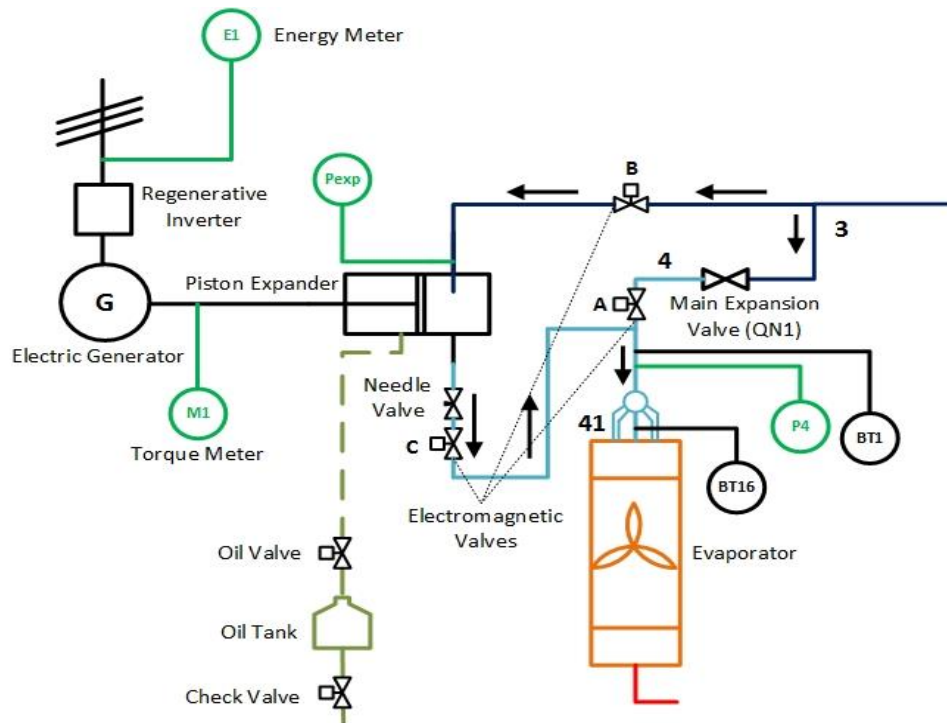 E1
Energy Meter
Pexp
B
Regenerative
Inverter
3
4
Piston Expander
A
Main Expansion
Valve (QN1)
G
Electric Generator
Needle
Valve
M1
Torque Meter
C
41
P4
BT1
BT16
Electromagnetic
Valves
Oil Valve
Evaporator
Oil Tank
Check Valve